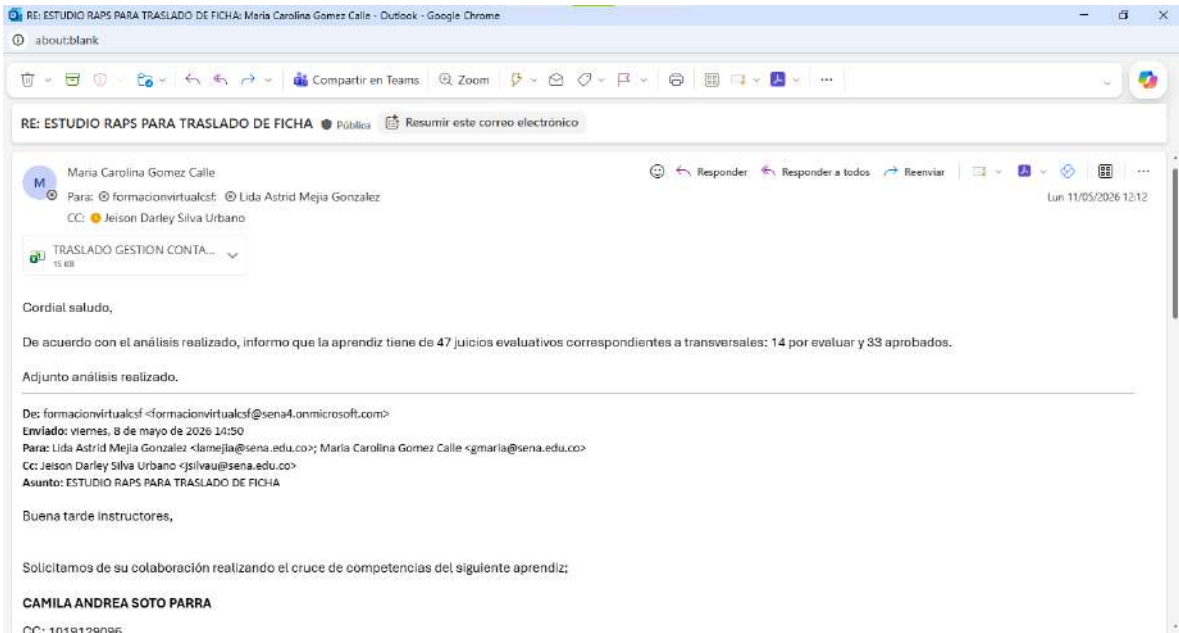 RE: ESTUDIO RAPS PARA TRASLADO DE FICHA: Maria Carolina Gomez Calle - Outlook - Google Chrome
about:blank
Compartir en Teams Zoom
RE: ESTUDIO RAPS PARA TRASLADO DE FICHA Pública Resumir este correo electrónico
M
Maria Carolina Gomez Calle
Responder Responder a todos Reenviar
Para: formacionvirtualcsf; Lida Astrid Mejia Gonzalez
Lun 11/05/2026 12:12
CC: Jeison Darley Silva Urbano
TRASLADO GESTION CONTA...
15 KB
Cordial saludo,
De acuerdo con el análisis realizado, informo que la aprendiz tiene de 47 juicios evaluativos correspondientes a transversales: 14 por evaluar y 33 aprobados.
Adjunto análisis realizado.
De: formacionvirtualcsf <formacionvirtualcsf@sena4.onmicrosoft.com>
Enviado: viernes, 8 de mayo de 2026 14:50
Para: Lida Astrid Mejia Gonzalez <lamejia@sena.edu.co>; Maria Carolina Gomez Calle <gmaria@sena.edu.co>
Cc: Jeison Darley Silva Urbano <jsilvau@sena.edu.co>
Asunto: ESTUDIO RAPS PARA TRASLADO DE FICHA
Buena tarde instructores,
Solicitamos de su colaboración realizando el cruce de competencias del siguiente aprendiz;
CAMILA ANDREA SOTO PARRA
CC: 1019129096